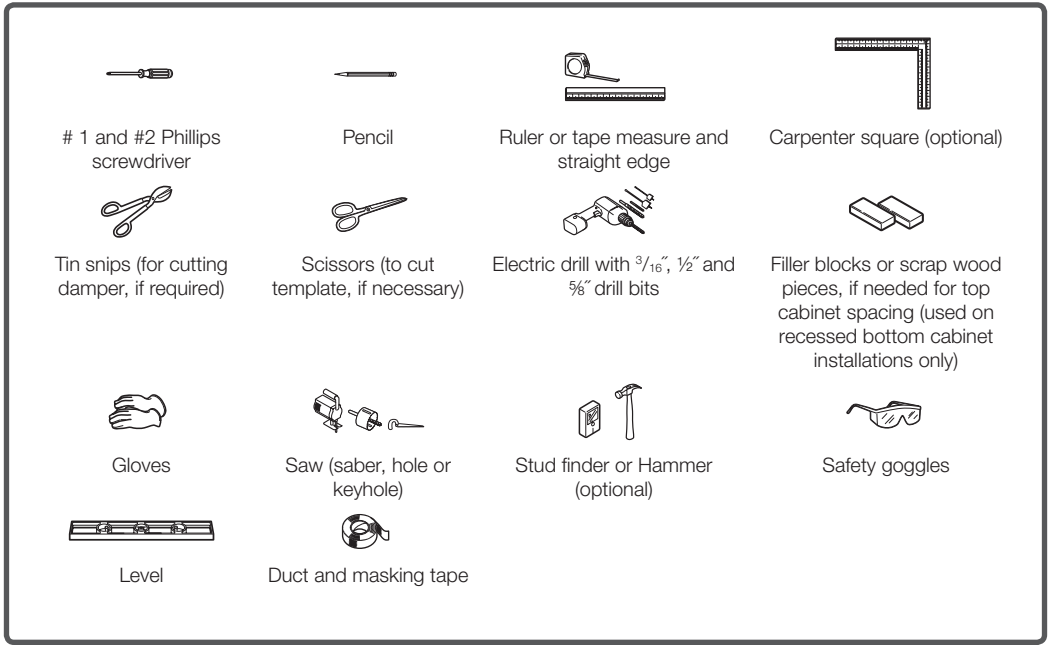 # 1 and #2 Phillips
screwdriver
Pencil
Ruler or tape measure and
straight edge
Carpenter square (optional)
Tin snips (for cutting
damper, if required)
Scissors (to cut
template, if necessary)
Electric drill with 3/16˝, ½˝ and
⅝˝ drill bits
Filler blocks or scrap wood
pieces, if needed for top
cabinet spacing (used on
recessed bottom cabinet
installations only)
Gloves
Saw (saber, hole or
keyhole)
Stud finder or Hammer
(optional)
Safety goggles
Level
Duct and masking tape